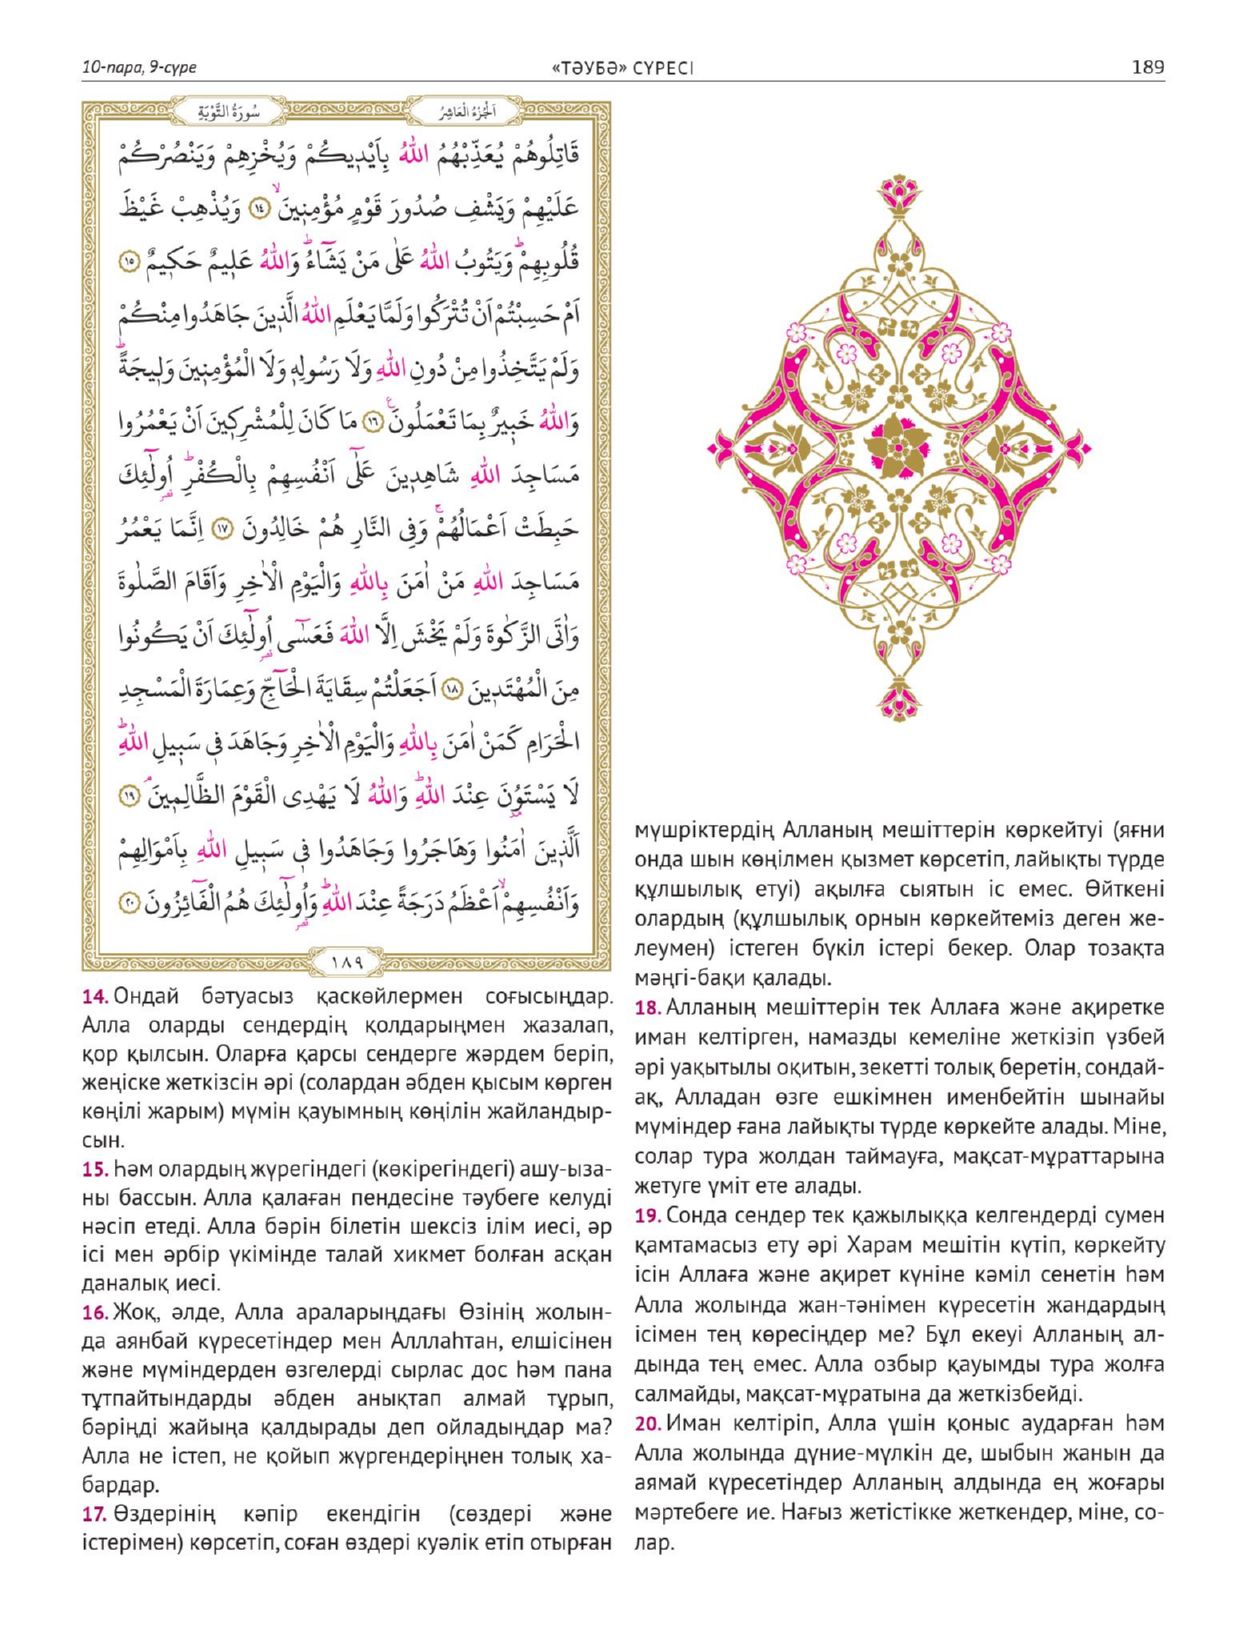 10-пара, 9-сүре
«ТӘУБӘ» СҮРЕСІ
189
سُورَةُ التَّوْبَةِ
اَلْجُزْءُ الْعَاشِرُ
قَاتِلُوهُمْ يُعَذِّبْهُمُ اللّٰهُ بِاَيْد۪يكُمْ وَيُخْزِهِمْ وَيَنْصُرْكُمْ
عَلَيْهِمْ وَيَشْفِ صُدُورَ قَوْمٍ مُؤْمِن۪ينَۙ ﴿١٤﴾ وَيُذْهِبْ غَيْظَ
قُلُوبِهِمْۜ وَيَتُوبُ اللّٰهُ عَلٰى مَنْ يَشَٓاءُۜ وَاللّٰهُ عَل۪يمٌ حَك۪يمٌ ﴿١٥﴾
اَمْ حَسِبْتُمْ اَنْ تُتْرَكُوا وَلَمَّا يَعْلَمِ اللّٰهُ الَّذ۪ينَ جَاهَدُوا مِنْكُمْ
وَلَمْ يَتَّخِذُوا مِنْ دُونِ اللّٰهِ وَلَا رَسُولِه۪ وَلَا الْمُؤْمِن۪ينَ وَل۪يجَةًۜ
وَاللّٰهُ خَب۪يرٌ بِمَا تَعْمَلُونَ۟ ﴿١٦﴾ مَا كَانَ لِلْمُشْرِك۪ينَ اَنْ يَعْمُرُوا
مَسَاجِدَ اللّٰهِ شَاهِد۪ينَ عَلٰٓى اَنْفُسِهِمْ بِالْكُفْرِۜ اُو۬لٰٓئِكَ
حَبِطَتْ اَعْمَالُهُمْۚ وَفِي النَّارِ هُمْ خَالِدُونَ ﴿١٧﴾ اِنَّمَا يَعْمُرُ
مَسَاجِدَ اللّٰهِ مَنْ اٰمَنَ بِاللّٰهِ وَالْيَوْمِ الْاٰخِرِ وَاَقَامَ الصَّلٰوةَ
وَاٰتَى الزَّكٰوةَ وَلَمْ يَخْشَ اِلَّا اللّٰهَ فَعَسٰٓى اُو۬لٰٓئِكَ اَنْ يَكُونُوا
مِنَ الْمُهْتَد۪ينَ ﴿١٨﴾ اَجَعَلْتُمْ سِقَايَةَ الْحَٓاجِّ وَعِمَارَةَ الْمَسْجِدِ
الْحَرَامِ كَمَنْ اٰمَنَ بِاللّٰهِ وَالْيَوْمِ الْاٰخِرِ وَجَاهَدَ ف۪ي سَب۪يلِ اللّٰهِۜ
لَا يَسْتَوُ۫نَ عِنْدَ اللّٰهِۜ وَاللّٰهُ لَا يَهْدِي الْقَوْمَ الظَّالِم۪ينَۢ ﴿١٩﴾
اَلَّذ۪ينَ اٰمَنُوا وَهَاجَرُوا وَجَاهَدُوا ف۪ي سَب۪يلِ اللّٰهِ بِاَمْوَالِهِمْ
وَاَنْفُسِهِمْۙ اَعْظَمُ دَرَجَةً عِنْدَ اللّٰهِۜ وَاُو۬لٰٓئِكَ هُمُ الْفَٓائِزُونَ ﴿٢٠﴾
١٨٩
14. Ондай бәтуасыз қаскөйлермен соғысыңдар.
Алла оларды сендердің қолдарыңмен жазалап,
қор қылсын. Оларға қарсы сендерге жәрдем беріп,
жеңіске жеткізсін әрі (солардан әбден қысым көрген
көңілі жарым) мүмін қауымның көңілін жайландыр-
сын.
15. Һәм олардың жүрегіндегі (көкірегіндегі) ашу-ыза-
ны бассын. Алла қалаған пендесіне тәубеге келуді
нәсіп етеді. Алла бәрін білетін шексіз ілім иесі, әр
ісі мен әрбір үкімінде талай хикмет болған асқан
даналық иесі.
16. Жоқ, әлде, Алла араларыңдағы Өзінің жолын-
да аянбай күресетіндер мен Алллаһтан, елшісінен
және мүміндерден өзгелерді сырлас дос һәм пана
тұтпайтындарды әбден анықтап алмай тұрып,
бәріңді жайыңа қалдырады деп ойладыңдар ма?
Алла не істеп, не қойып жүргендеріңнен толық ха-
бардар.
17. Өздерінің кәпір екендігін (сөздері және
істерімен) көрсетіп, соған өздері куәлік етіп отырған
мүшріктердің Алланың мешіттерін көркейтуі (яғни
онда шын көңілмен қызмет көрсетіп, лайықты түрде
құлшылық етуі) ақылға сыятын іс емес. Өйткені
олардың (құлшылық орнын көркейтеміз деген же-
леумен) істеген бүкіл істері бекер. Олар тозақта
мәңгі-бақи қалады.
18. Алланың мешіттерін тек Аллаға және ақиретке
иман келтірген, намазды кемеліне жеткізіп үзбей
әрі уақытылы оқитын, зекетті толық беретін, сондай-
ақ, Алладан өзге ешкімнен именбейтін шынайы
мүміндер ғана лайықты түрде көркейте алады. Міне,
солар тура жолдан таймауға, мақсат-мұраттарына
жетуге үміт ете алады.
19. Сонда сендер тек қажылыққа келгендерді сумен
қамтамасыз ету әрі Харам мешітін күтіп, көркейту
ісін Аллаға және ақирет күніне кәміл сенетін һәм
Алла жолында жан-тәнімен күресетін жандардың
ісімен тең көресіңдер ме? Бұл екеуі Алланың ал-
дында тең емес. Алла озбыр қауымды тура жолға
салмайды, мақсат-мұратына да жеткізбейді.
20. Иман келтіріп, Алла үшін қоныс аударған һәм
Алла жолында дүние-мүлкін де, шыбын жанын да
аямай күресетіндер Алланың алдында ең жоғары
мәртебеге ие. Нағыз жетістікке жеткендер, міне, со-
лар.